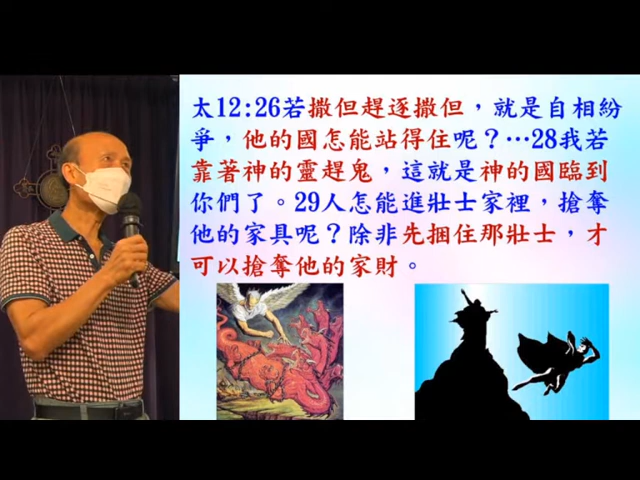 太12:26若撒但趕逐撒但，就是自相紛
爭，他的國怎能站得住呢？⋯28我若
靠著神的靈趕鬼，這就是神的國臨到
你們了。29人怎能進壯士家裡，搶奪
他的家具呢？除非先捆住那壯士，才
可以搶奪他的家財。